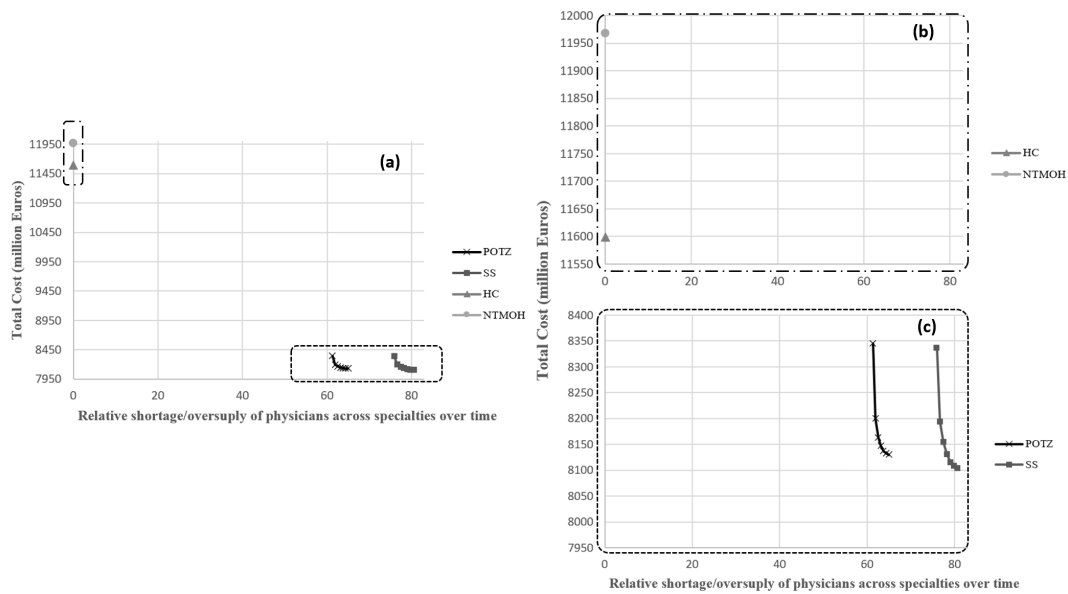 (a)
Total Cost (million Euros)
11950
11450
10950
10450
9950
9450
8950
8450
7950
0 20 40 60 80
Relative shortage/oversuply of physicians across specialties over time
POTZ
SS
HC
NTMOH
(b)
12000
11950
11900
11850
11800
11750
11700
11650
11600
11550
0 20 40 60 80
HC
NTMOH
Total Cost (million Euros)
(c)
8400
8350
8300
8250
8200
8150
8100
8050
8000
7950
0 20 40 60 80
POTZ
SS
Relative shortage/oversuply of physicians across specialties over time